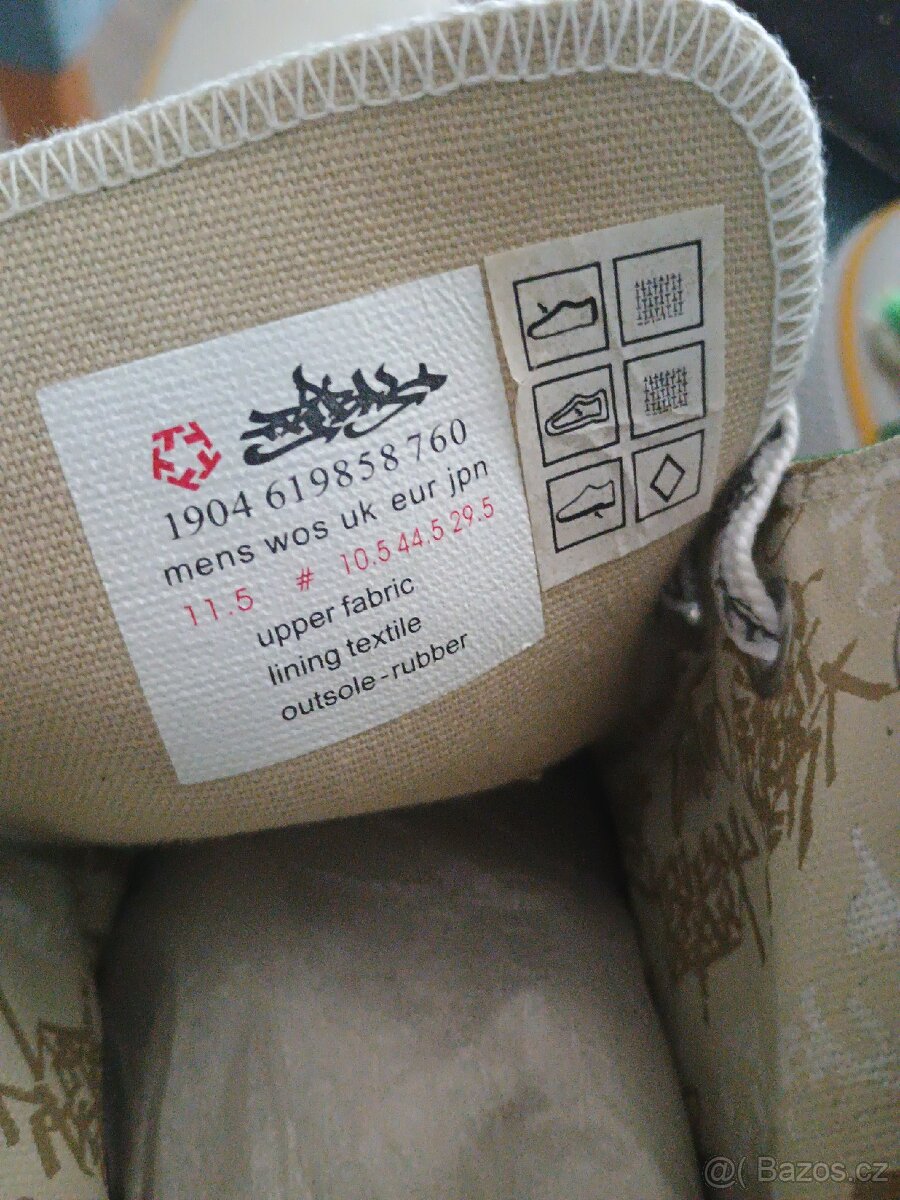 1904 619858 760
mens wos uk eur jpn
11.5 # 10.5 44.5 29.5
upper fabric
lining textile
outsole-rubber
@( Bazos.cz